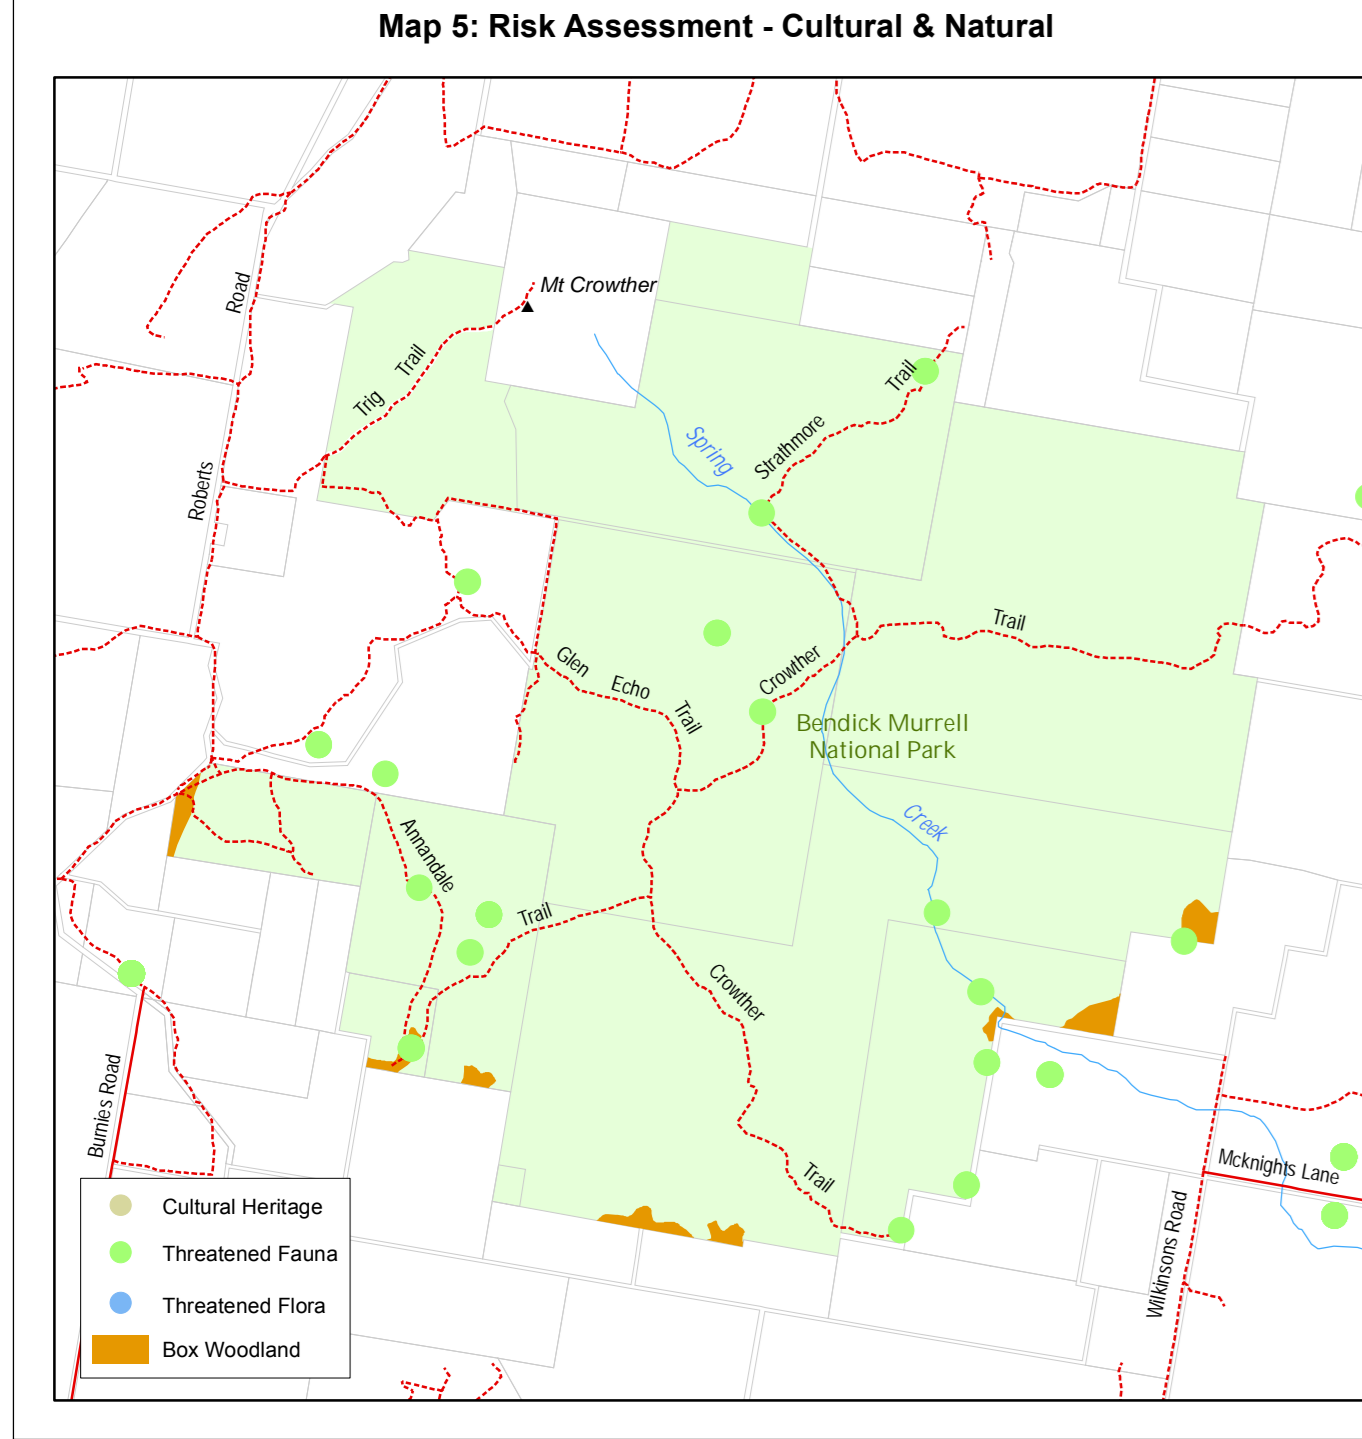 Map 5: Risk Assessment - Cultural & Natural
Mt Crowther
Road
Trail
Trig
Trail
Strathmore
Spring
Roberts
Trail
Glen
Echo
Trail
Crowther
Bendick Murrell
National Park
Creek
Annandale
Trail
Crowther
Burnies Road
Trail
Mcknights Lane
Wilkinsons Road
Cultural Heritage
Threatened Fauna
Threatened Flora
Box Woodland